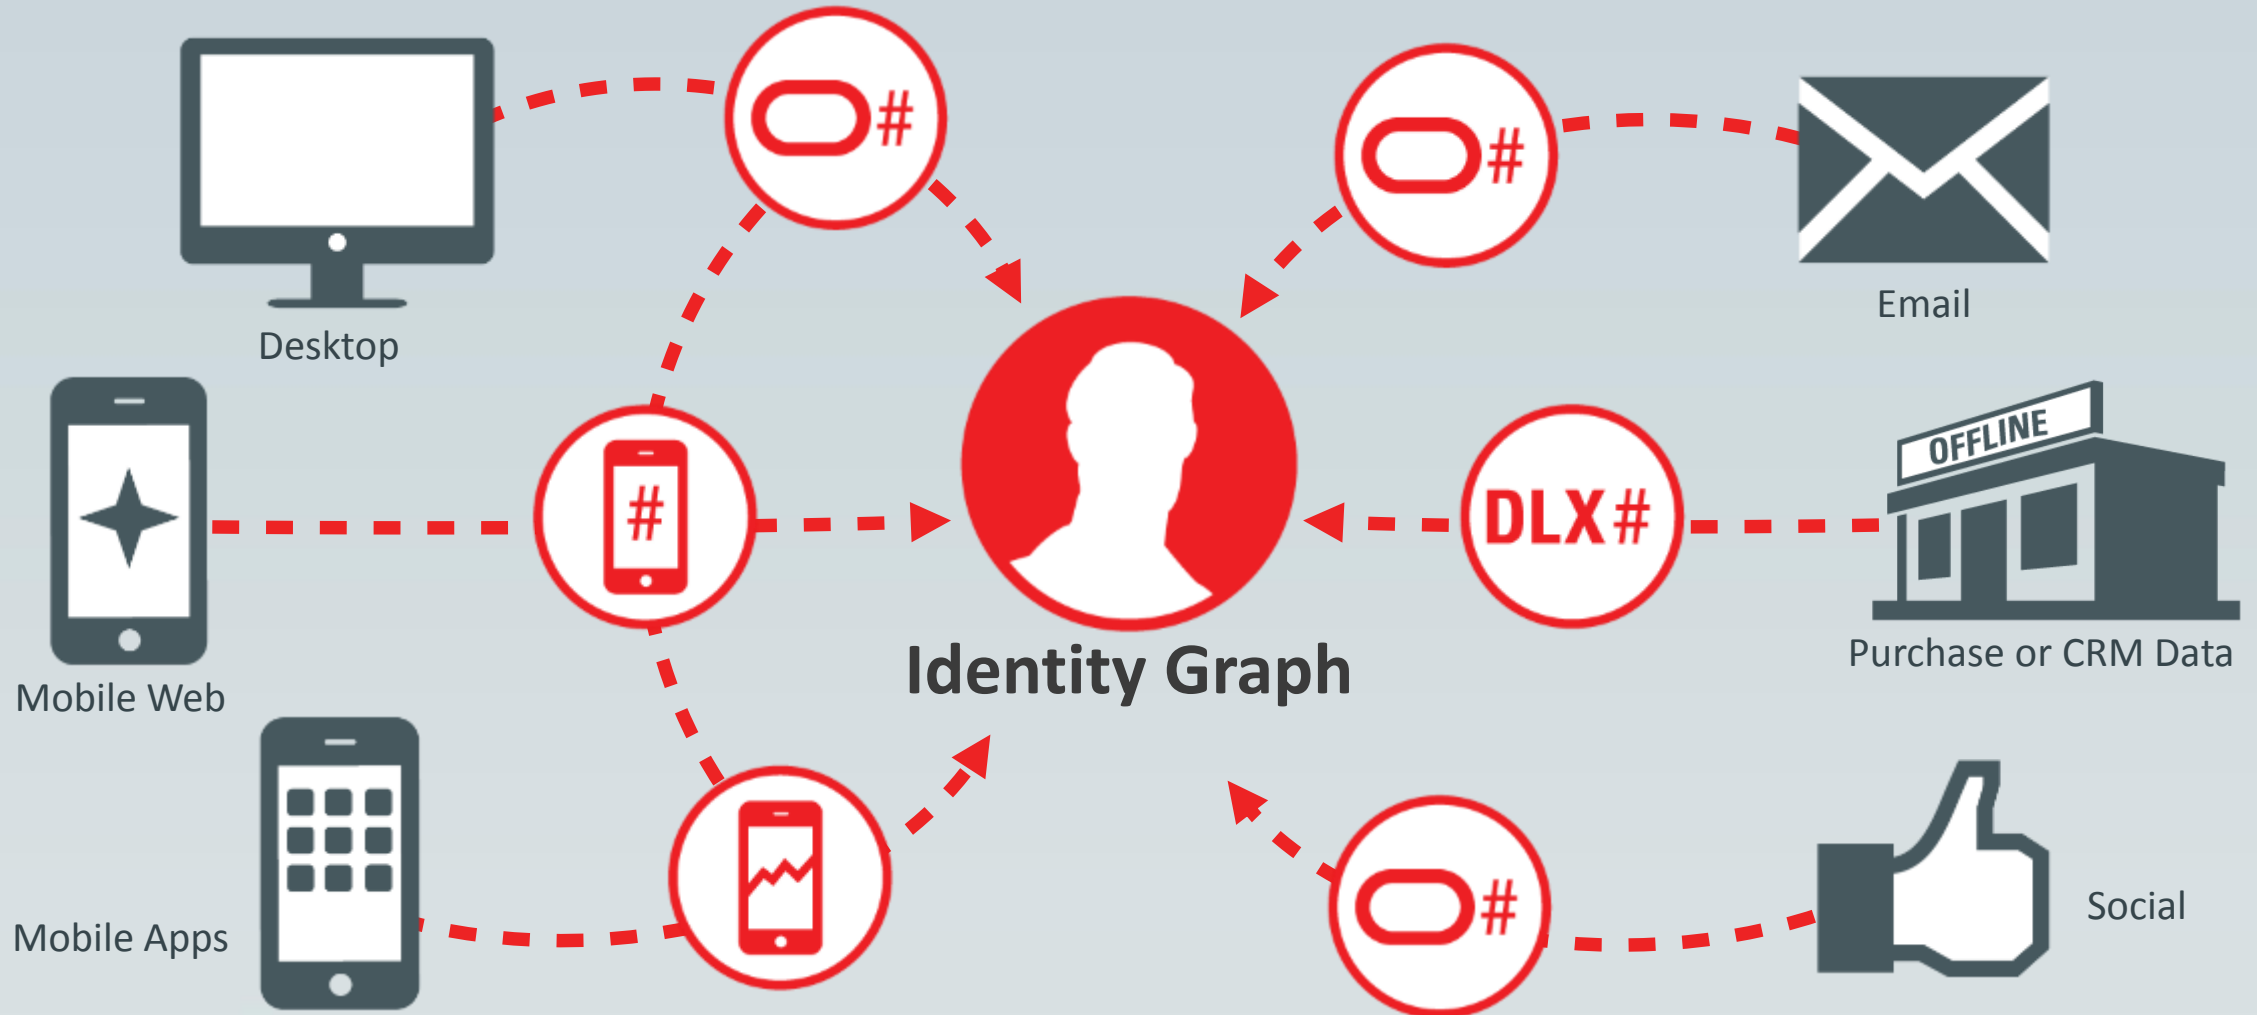 #
#
Desktop
Email
OFFLINE
#
DLX#
Identity Graph
Purchase or CRM Data
Mobile Web
Mobile Apps
#
Social